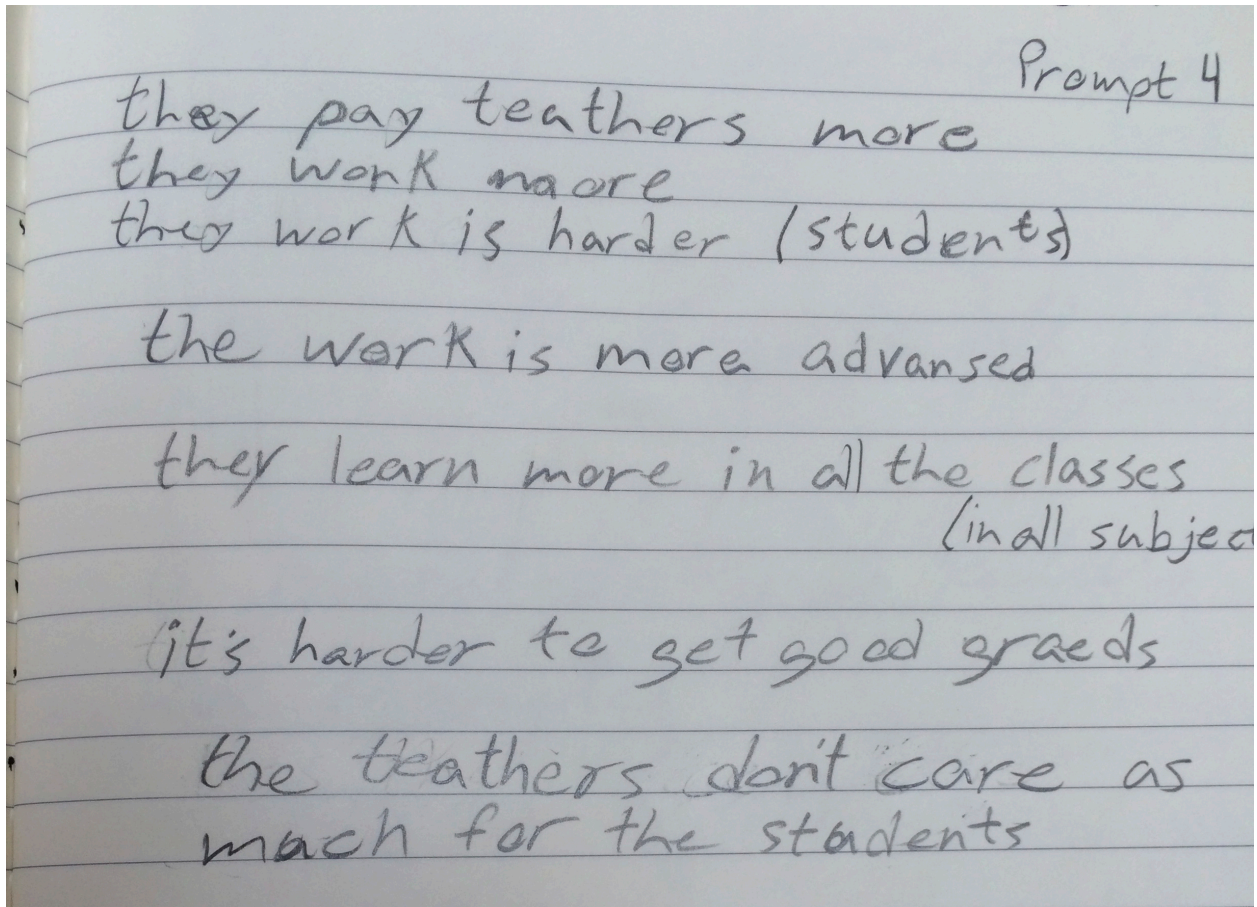 Prompt 4
they pay teathers more
they work maore
they work is harder (students)
the work is more advansed
they learn more in all the classes
(in all subjec
it's harder to get good graeds
the teathers don't care as
mach for the students